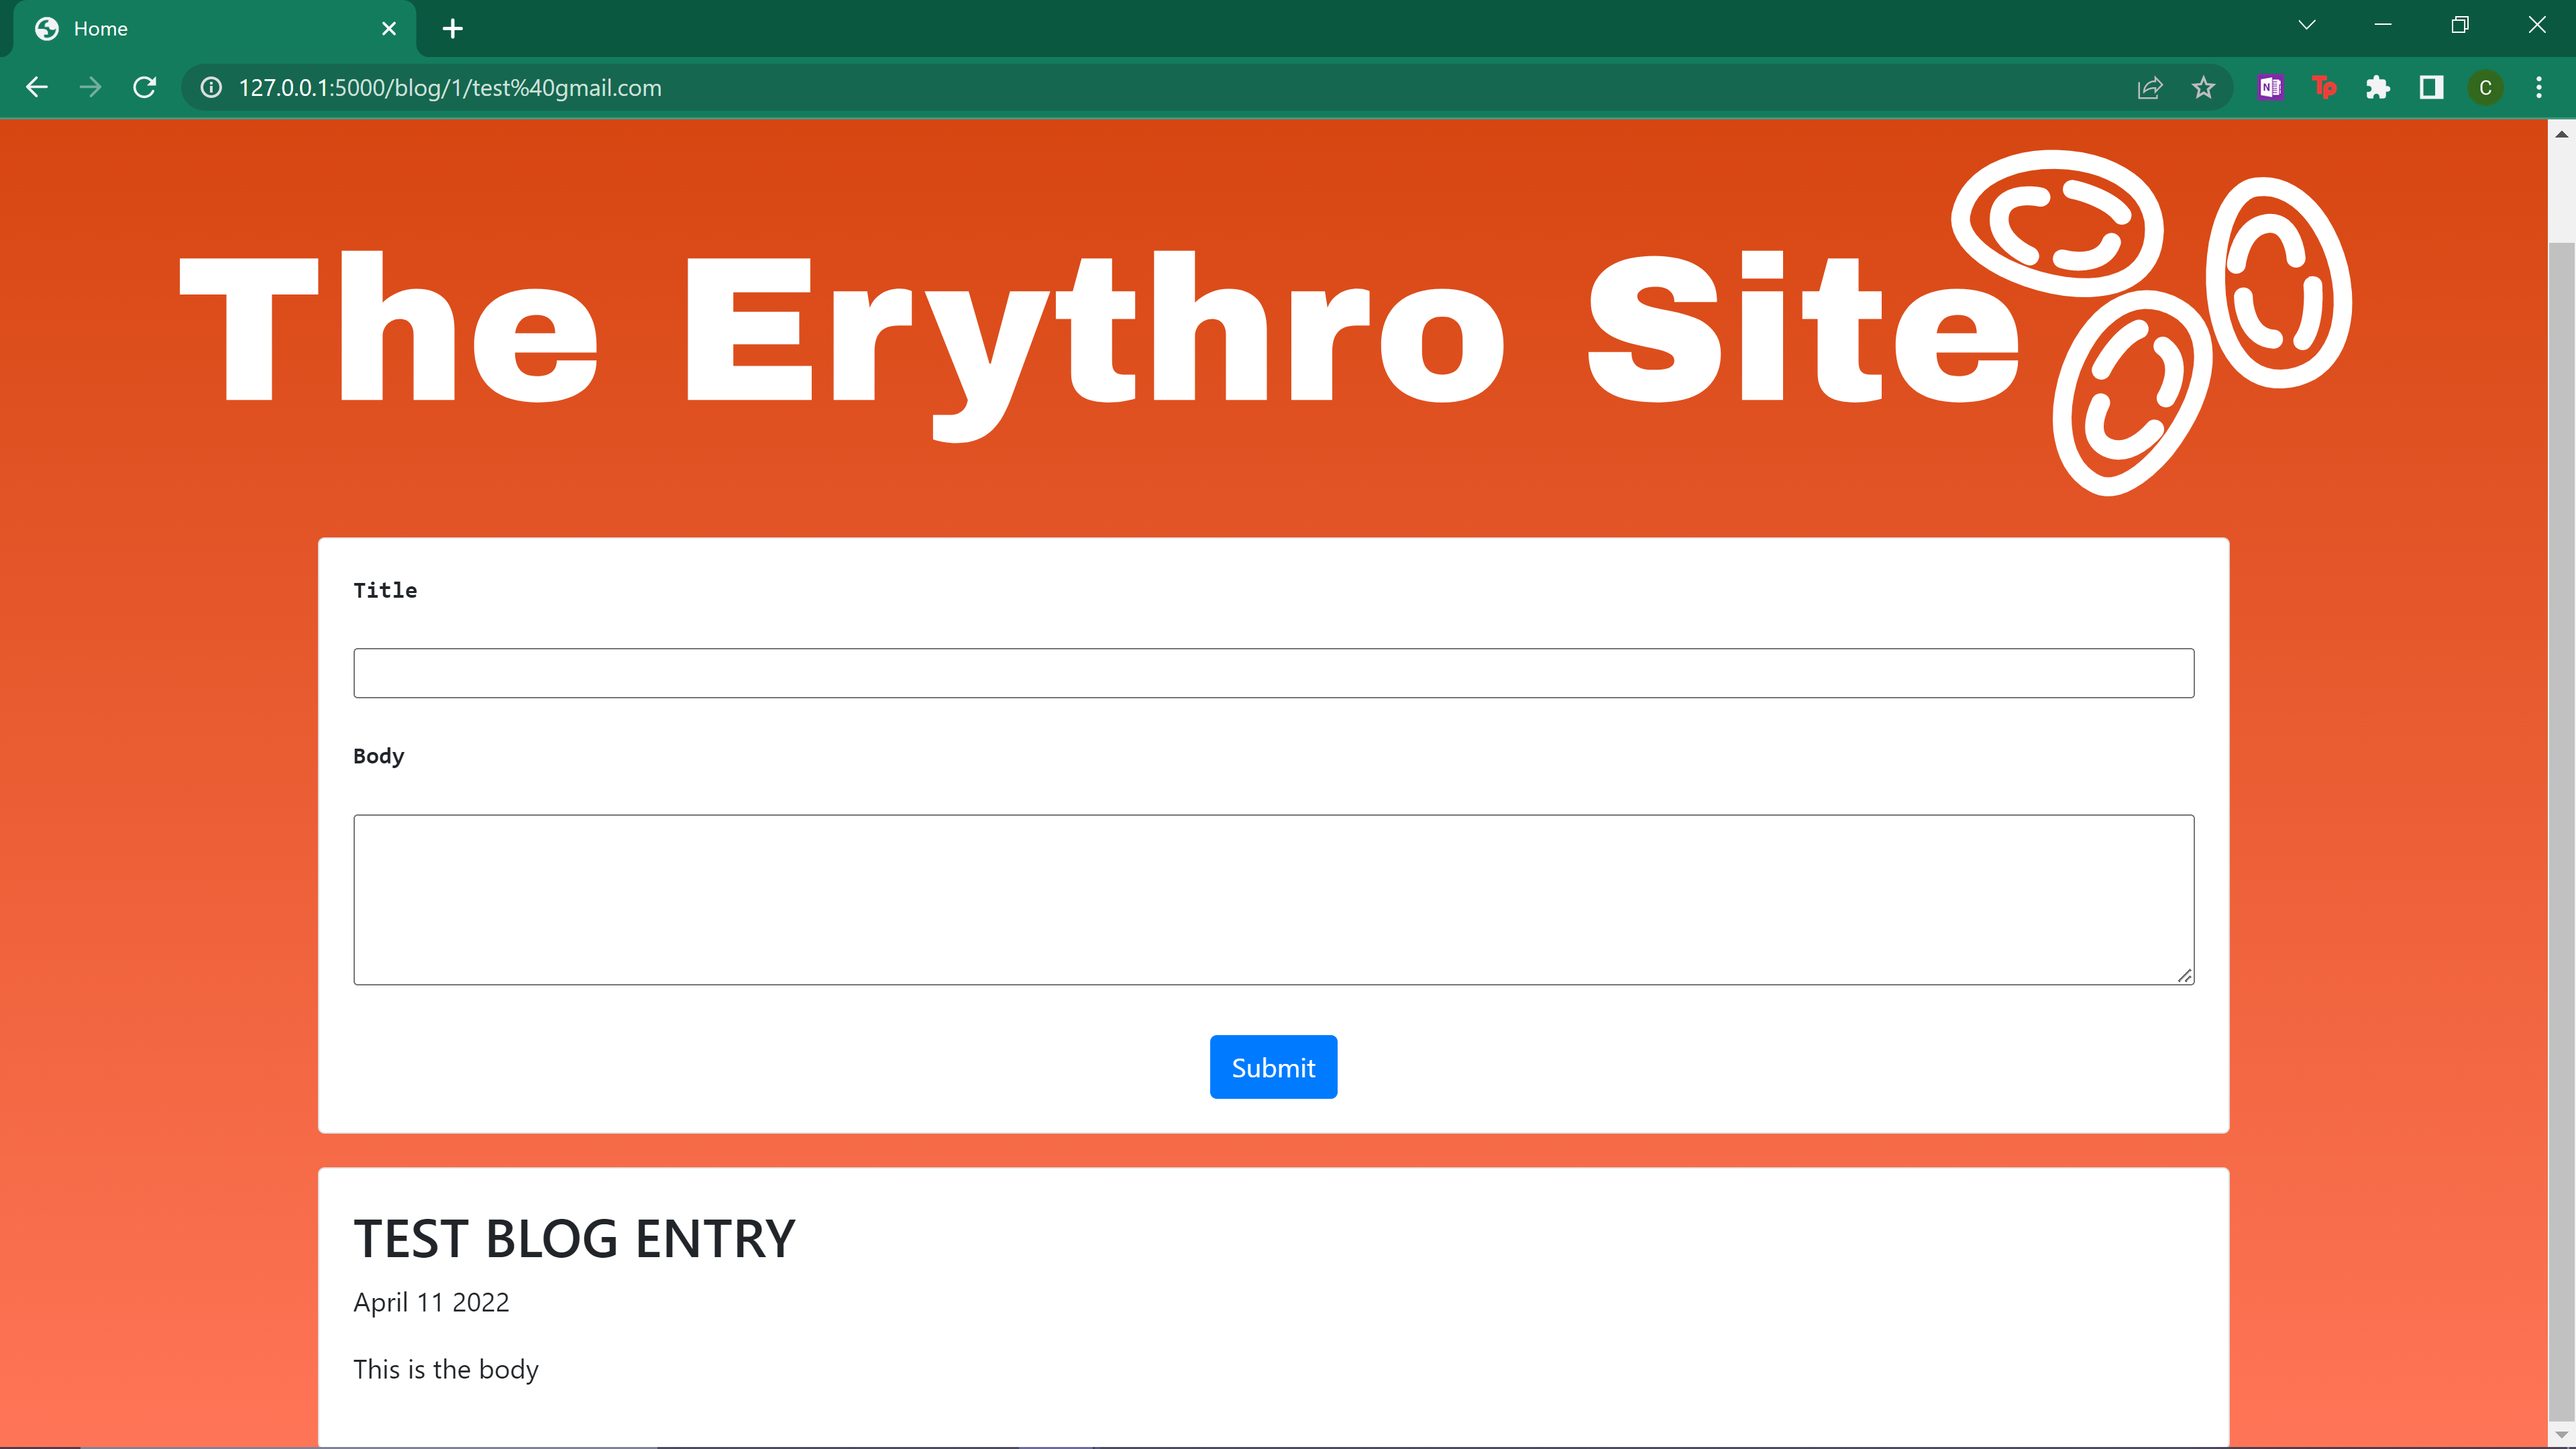 Home
127.0.0.1:5000/blog/1/test%40gmail.com
N
Tp
C
The Erythro Site
Title
Body
Submit
TEST BLOG ENTRY
April 11 2022
This is the body